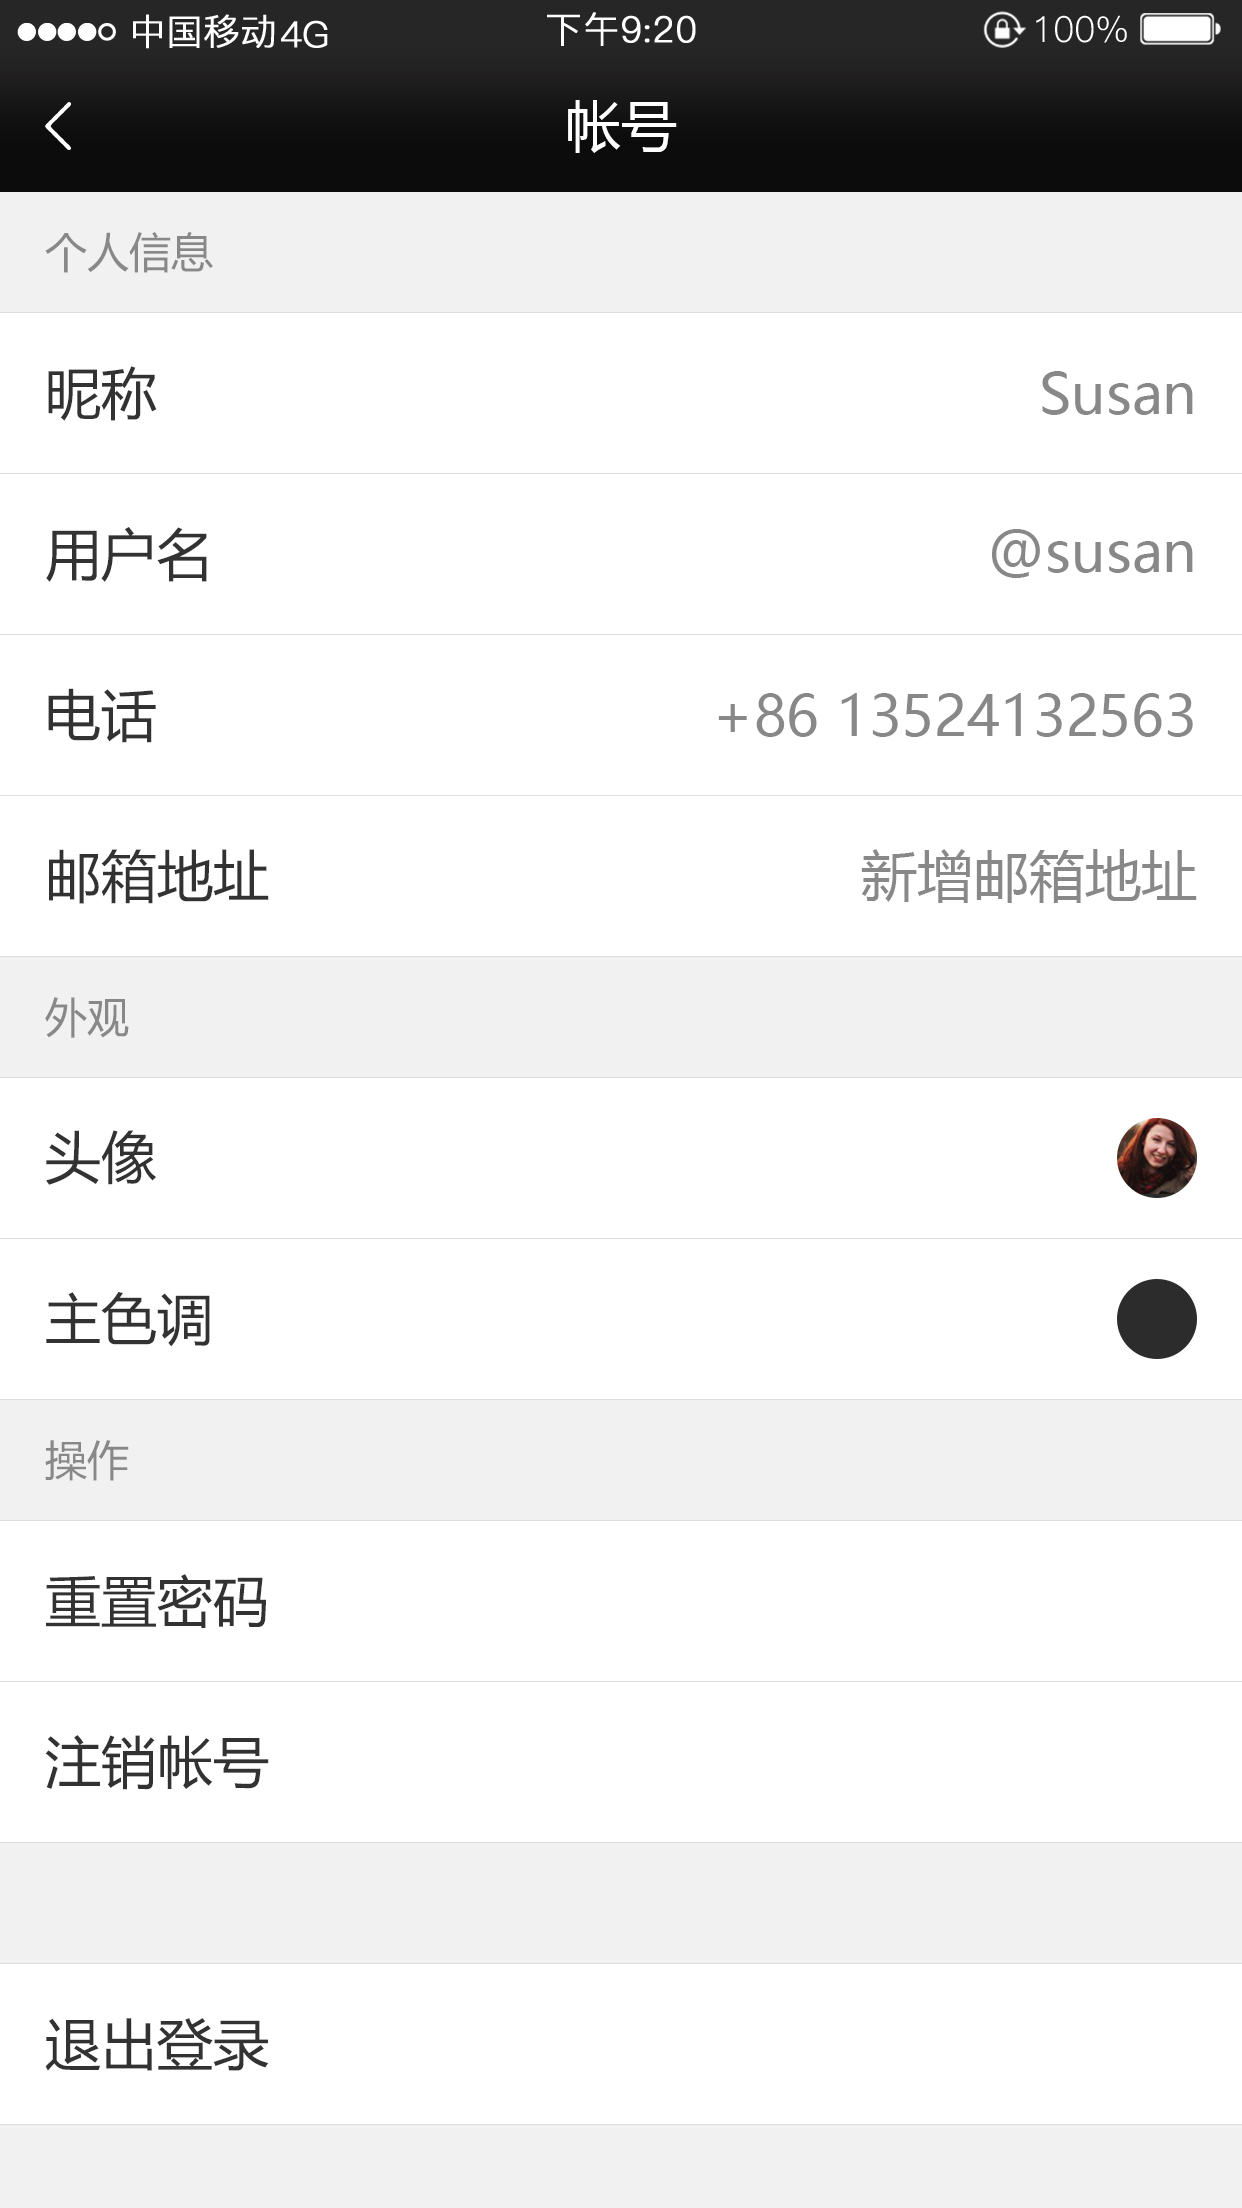 中国移动4G 下午9:20 100%
帐号
个人信息
昵称 Susan
用户名 @susan
电话 +86 13524132563
邮箱地址 新增邮箱地址
外观
头像
主色调
操作
重置密码
注销帐号
退出登录